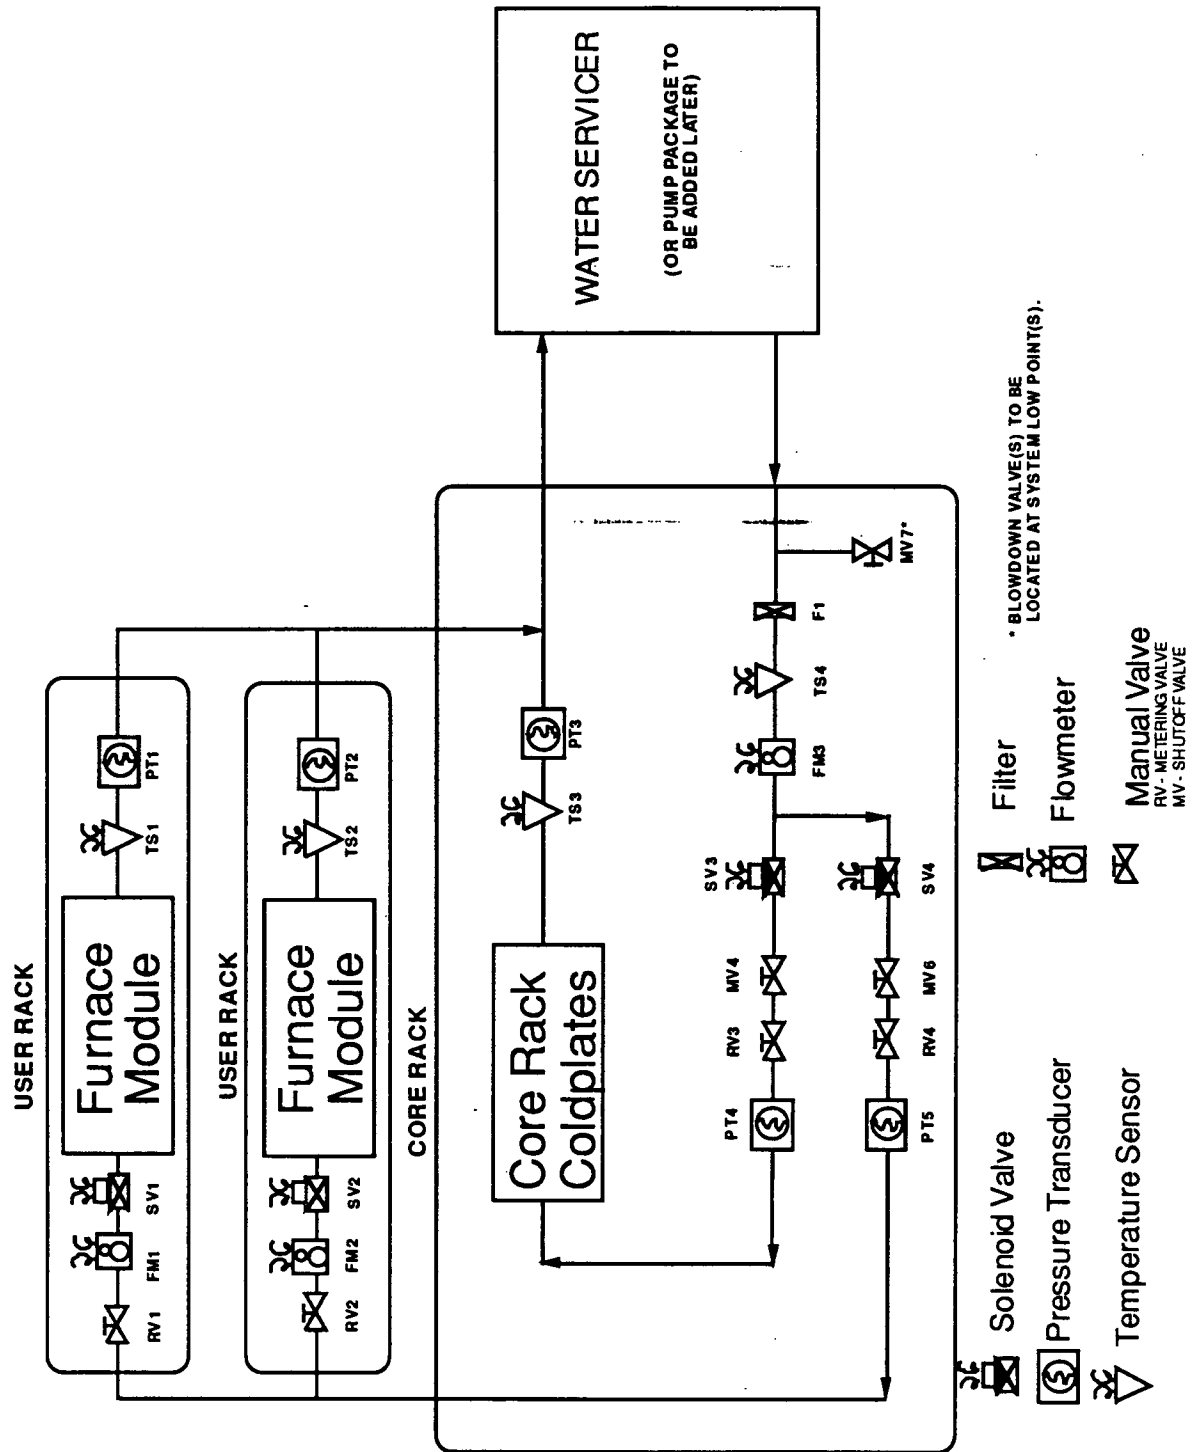 USER RACK
Furnace
Module
RV1
FM1
SV1
TS1
PT1
USER RACK
Furnace
Module
RV2
FM2
SV2
TS2
PT2
CORE RACK
Core Rack
Coldplates
TS3
PT3
WATER SERVICER
(OR PUMP PACKAGE TO
BE ADDED LATER)
PT4
RV3
MV4
SV3
FM3
TS4
F1
MV7*
PT5
RV4
MV6
SV4
* BLOWDOWN VALVE(S) TO BE
LOCATED AT SYSTEM LOW POINT(S).
Solenoid Valve
Pressure Transducer
Temperature Sensor
Filter
Flowmeter
Manual Valve
RV - METERING VALVE
MV - SHUTOFF VALVE